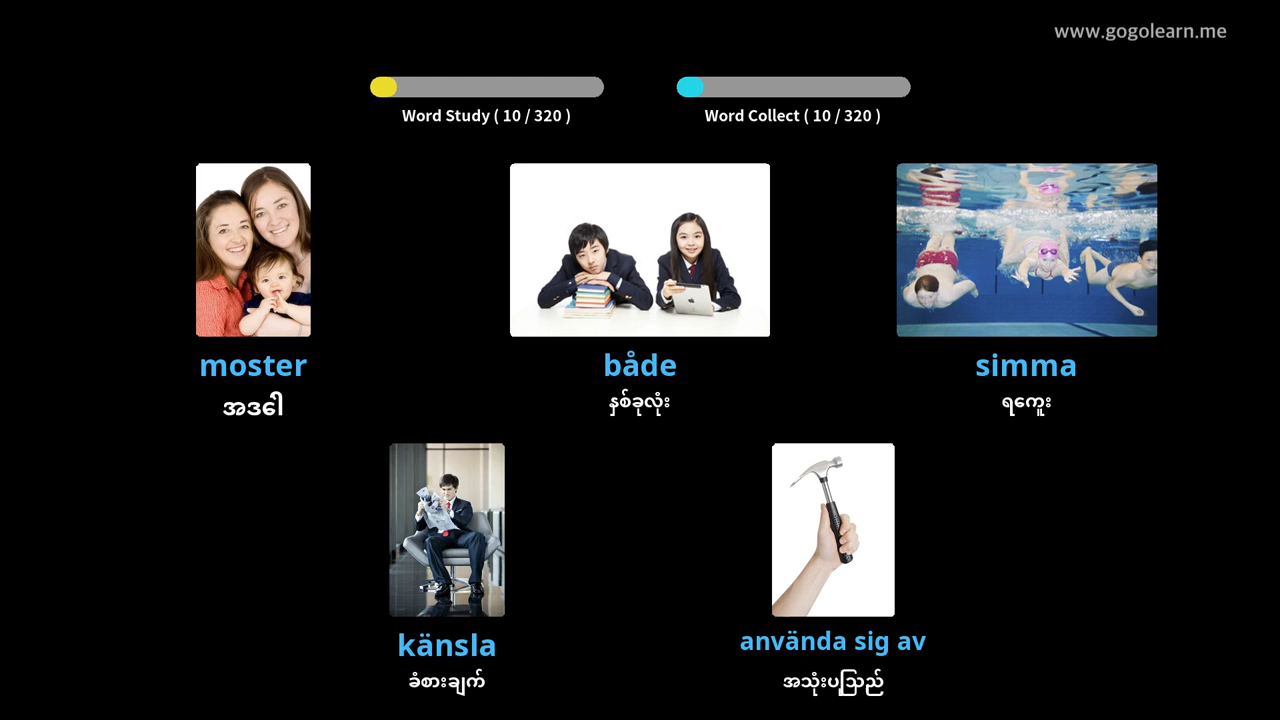 www.gogolearn.me
Word Study ( 10 / 320 )
Word Collect ( 10 / 320 )
moster
အဒေါ်
både
နှစ်ခုလုံး
simma
ရေကူး
känsla
ခံစားချက်
använda sig av
အသုံးပြုသည်